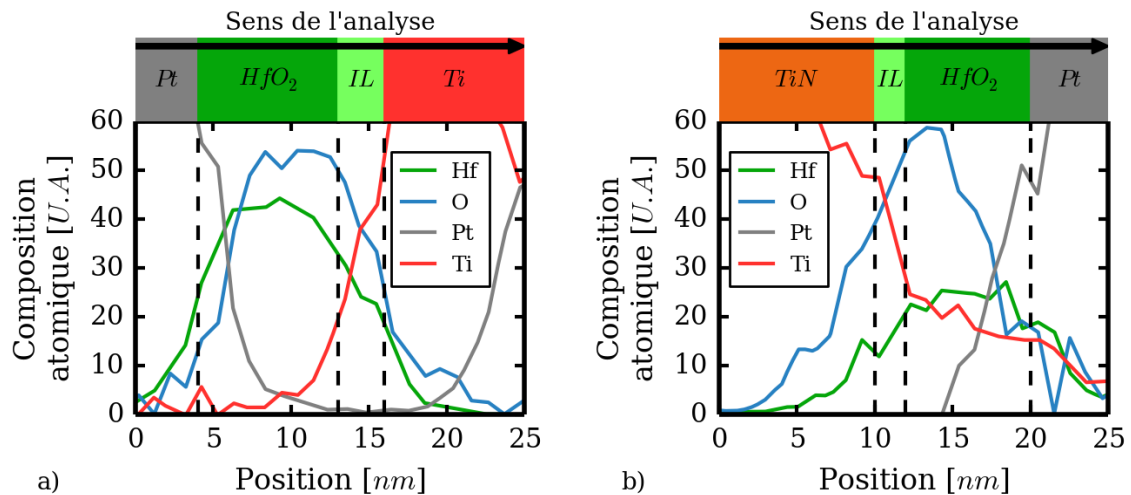 Sens de l'analyse
Pt HfO2 IL Ti
60
50
40
30
20
10
0
Composition
atomique [U.A.]
Hf
O
Pt
Ti
0 5 10 15 20 25
Position [nm]
a)
Sens de l'analyse
TiN IL HfO2 Pt
60
50
40
30
20
10
0
Composition
atomique [U.A.]
Hf
O
Pt
Ti
0 5 10 15 20 25
Position [nm]
b)